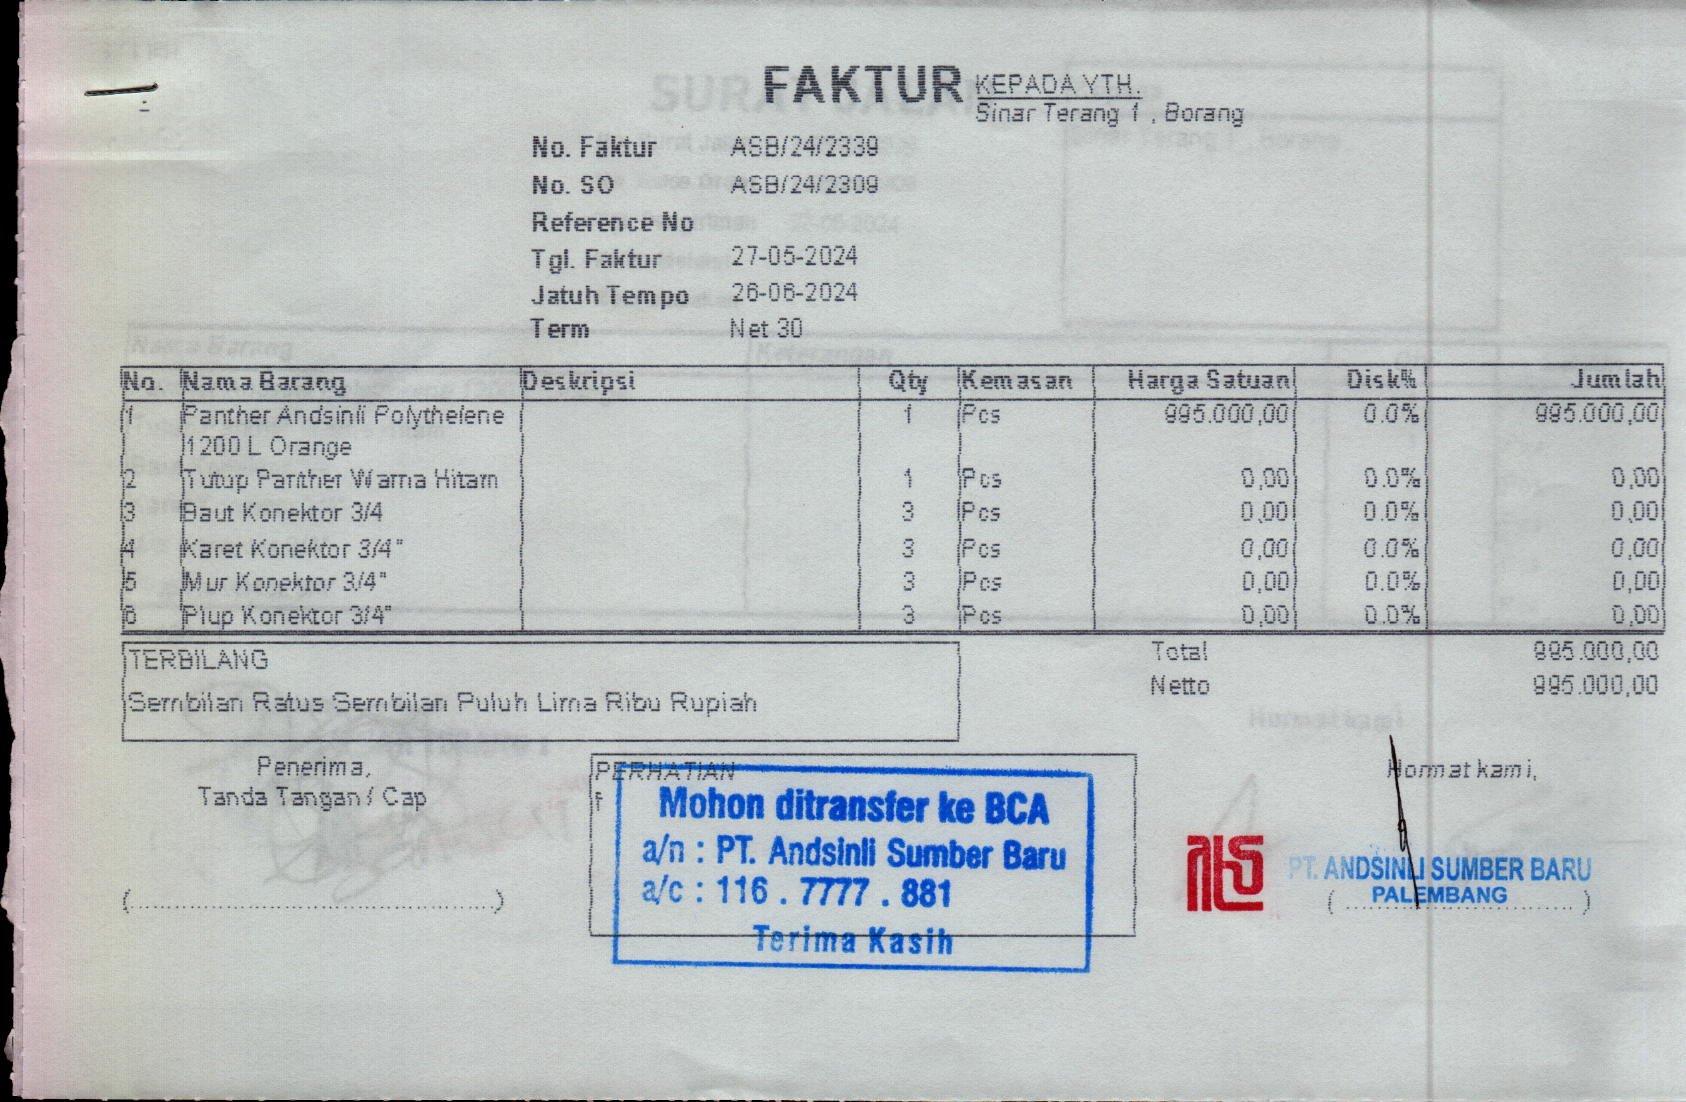 FAKTUR
KEPADA YTH.
Sinar Terang 1 , Borang
No. Faktur ASB/24/2339
No. SO ASB/24/2309
Reference No
Tgl. Faktur 27-05-2024
Jatuh Tempo 26-06-2024
Term Net 30
No. Nama Barang Deskripsi Qty Kemasan Harga Satuan Disk% Jumlah
1 Panther Andsinli Polythelene 1 Pcs 995.000,00 0.0% 995.000,00
1200 L Orange
2 Tutup Panther Warna Hitam 1 Pcs 0,00 0.0% 0,00
3 Baut Konektor 3/4 3 Pcs 0,00 0.0% 0,00
4 Karet Konektor 3/4" 3 Pcs 0,00 0.0% 0,00
5 Mur Konektor 3/4" 3 Pcs 0,00 0.0% 0,00
6 Plup Konektor 3/4" 3 Pcs 0,00 0.0% 0,00
TERBILANG
Sembilan Ratus Sembilan Puluh Lima Ribu Rupiah
Total 995.000,00
Netto 995.000,00
Penerima,
Tanda Tangan / Cap
PERHATIAN
Mohon ditransfer ke BCA
a/n : PT. Andsinli Sumber Baru
a/c : 116 . 7777 . 881
Terima Kasih
Hormat kami,
PT. ANDSINLI SUMBER BARU
PALEMBANG